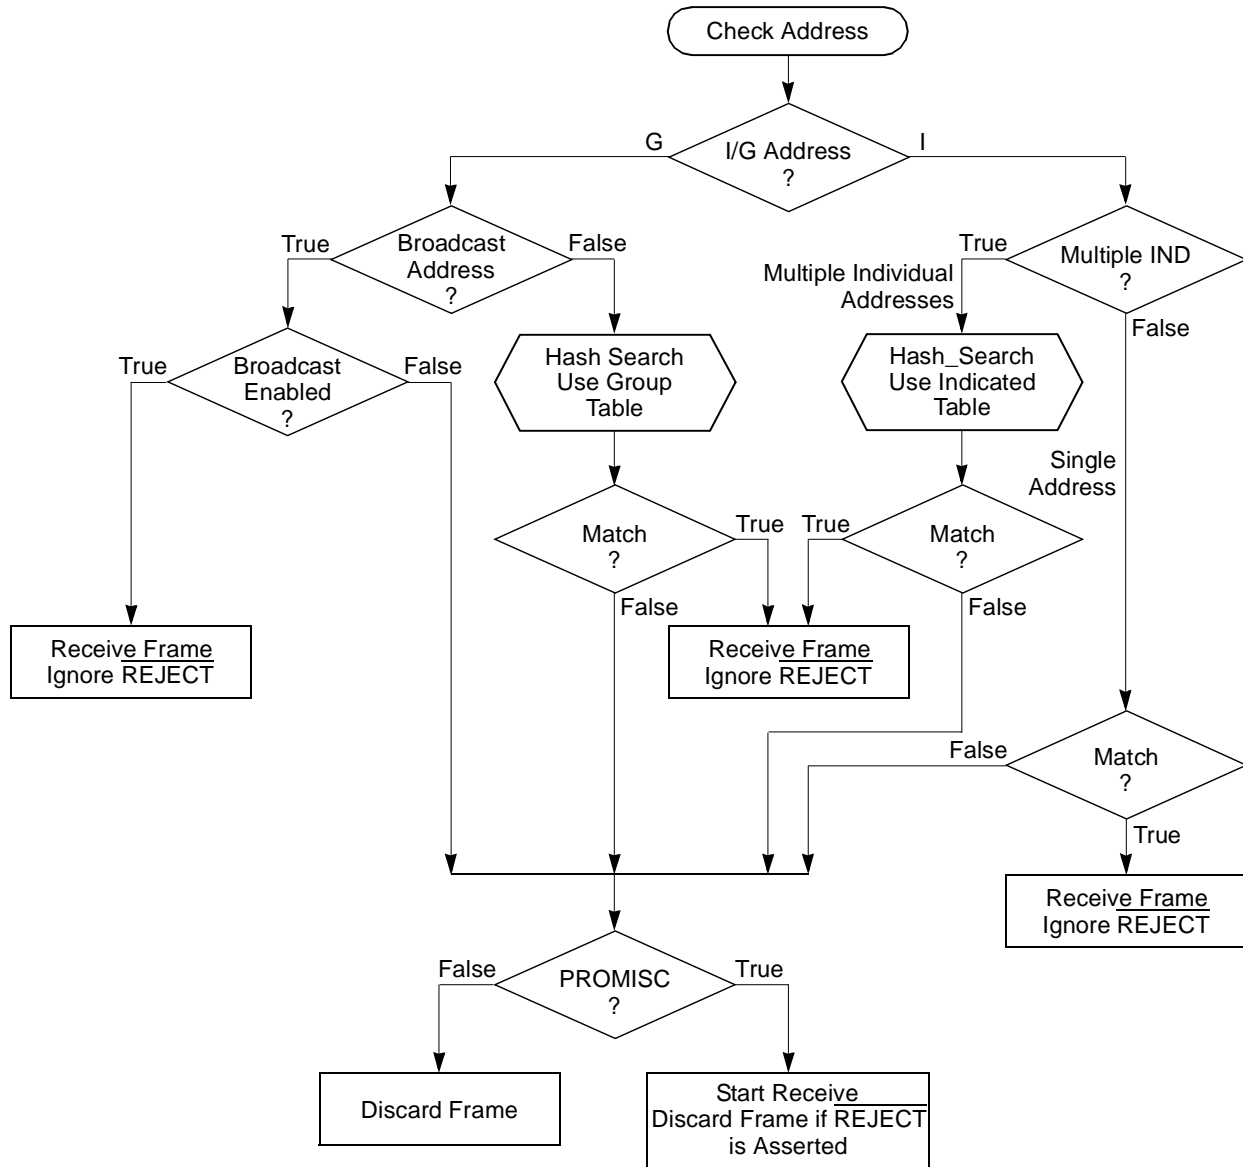 Check Address
G
I/G Address
?
I
True
Broadcast
Address
?
False
True
Multiple IND
?
Multiple Individual
Addresses
False
True
Broadcast
Enabled
?
False
Hash Search
Use Group
Table
Hash_Search
Use Indicated
Table
Single
Address
Match
?
True
False
True
Match
?
False
Receive Frame
Ignore REJECT
Receive Frame
Ignore REJECT
False
Match
?
True
Receive Frame
Ignore REJECT
False
PROMISC
?
True
Discard Frame
Start Receive
Discard Frame if REJECT
is Asserted